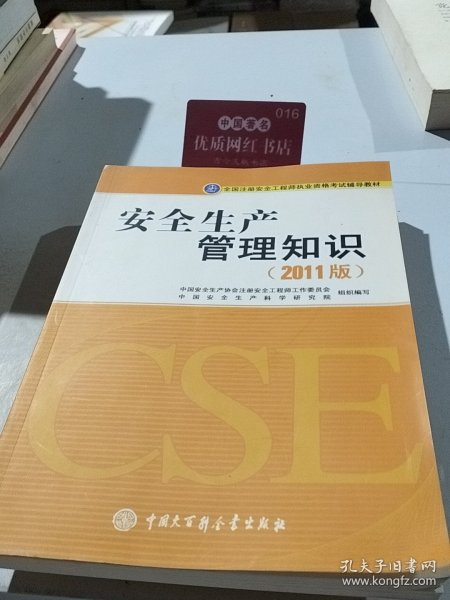 016
中国著名
优质网红书店
全国注册安全工程师执业资格考试辅导教材
安全生产
管理知识
（2011版）
中国安全生产协会注册安全工程师工作委员会
中国安全生产科学研究院
组织编写
CSE
中国大百科全书出版社
孔夫子旧书网
www.kongfz.com